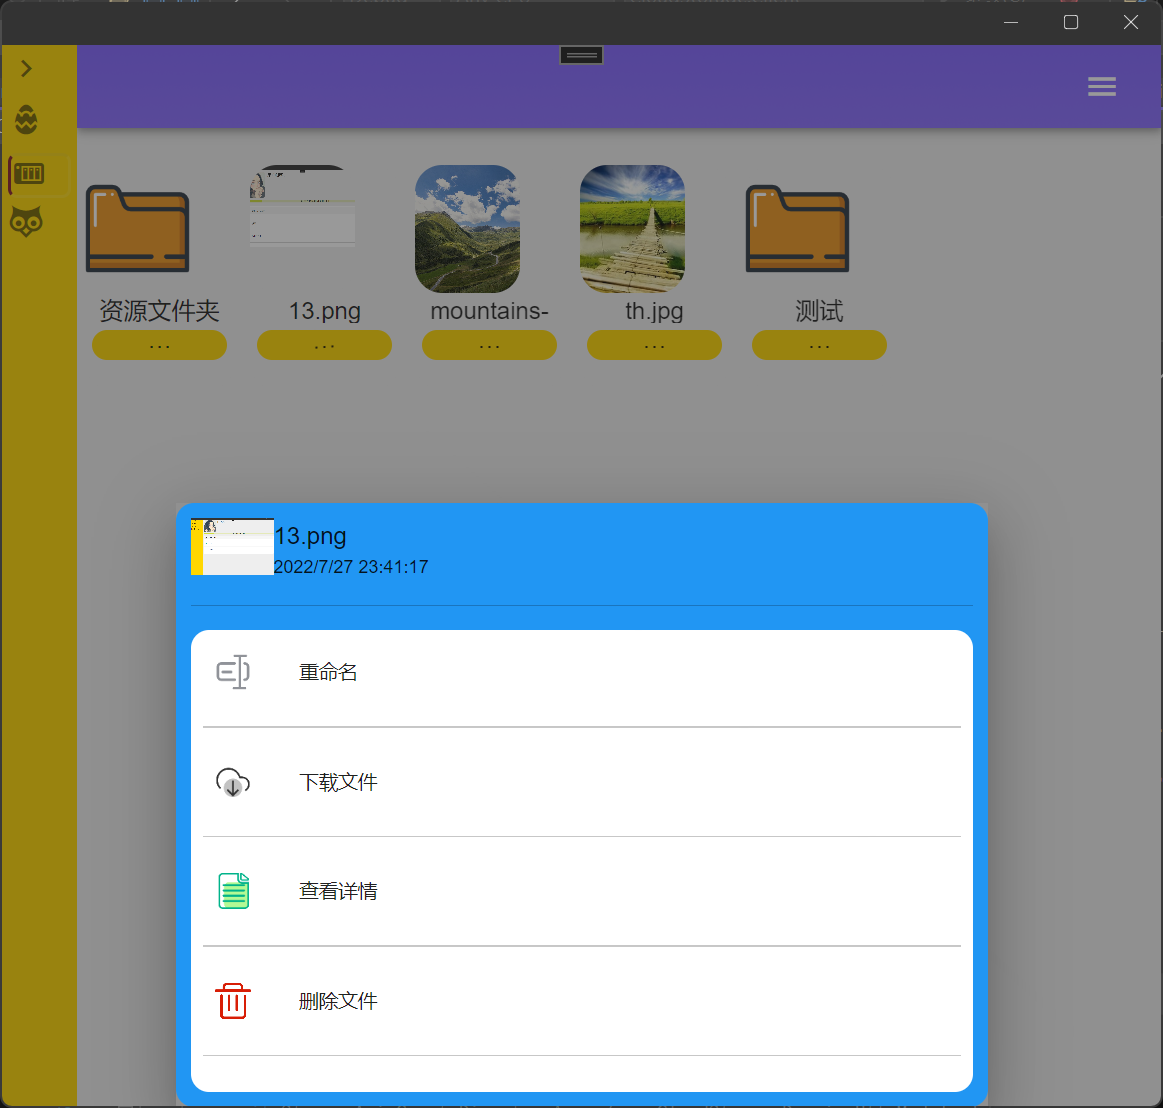 资源文件夹
13.png
mountains-
th.jpg
测试
...
...
...
...
...
13.png
2022/7/27 23:41:17
重命名
下载文件
查看详情
删除文件